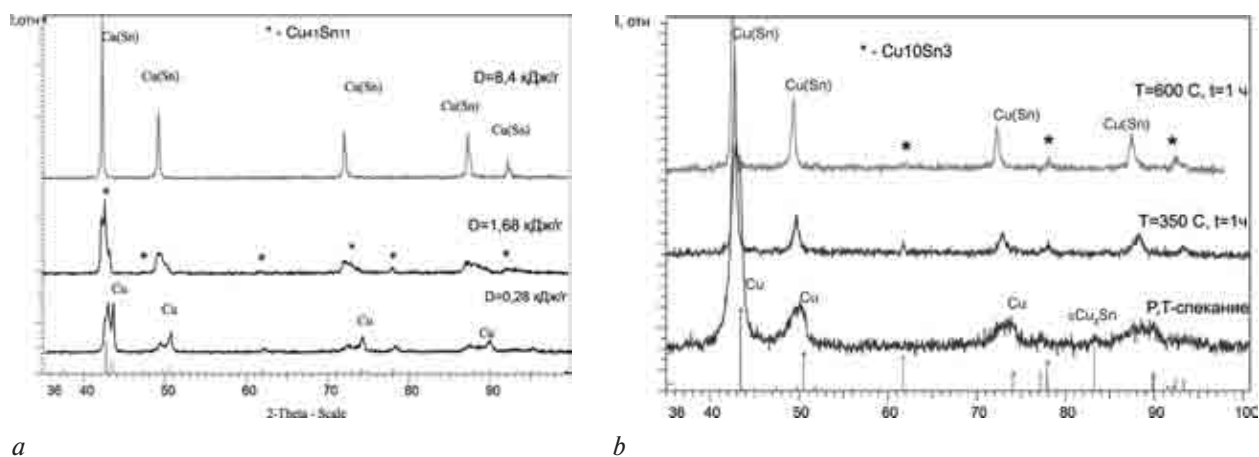 Cu(Sn)
* - Cu41Sn11
Cu(Sn)
D=8,4 кДж/г
Cu(Sn)
Cu(Sn)
Cu(Sn)
*
D=1,68 кДж/г
* * * * *
Cu
D=0,28 кДж/г
Cu
Cu
Cu
36 40 50 60 70 80 90
2-Theta - Scale
a
I, отн
Cu(Sn)
* - Cu10Sn3
T=600 C, t=1 ч
Cu(Sn)
Cu(Sn)
Cu(Sn)
* * *
T=350 C, t=1ч
Cu
Cu
Cu
P,T-спекание
36 40 50 60 70 80 90 100
b